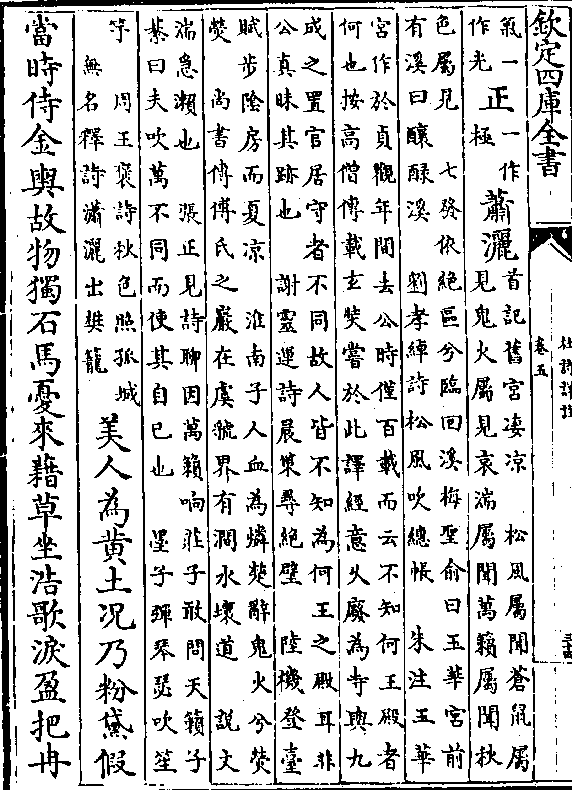 欽定四庫全書
杜詩詳註
卷五
氣一
作光
正
一作
極
蕭灑
首記舊宮凄凉 松風屬聞蒼鼠屬
見鬼火屬見哀湍屬聞萬籟屬聞秋
色屬見 七發依絕區兮臨回溪梅聖俞曰玉華宮前
有溪曰釀醁溪 劉孝綽詩松風吹總帳 朱注玉華
宮作於貞觀年間去公時僅百載而云不知何王殿者
何也按高僧傳載玄奘嘗於此譯經意久廢為寺與九
成之置官居守者不同故人皆不知為何王之殿耳非
公真昧其跡也 謝靈運詩晨策尋絕壁 陸機登臺
賦步陰房而夏凉 淮南子人血為燐楚辭鬼火兮熒
熒 尚書傳傅氏之巖在虞虢界有澗水壞道 說文
湍急瀨也 張正見詩聊因萬籟响莊子敢問天籟子
綦曰夫吹萬不同而使其自已也 墨子彈琴瑟吹笙
竽 周王褒詩秋色照孤城
無名釋詩瀟灑出樊籠
美人為黃土况乃粉黛假
當時侍金輿故物獨石馬憂來藉草坐浩歌淚盈把冉